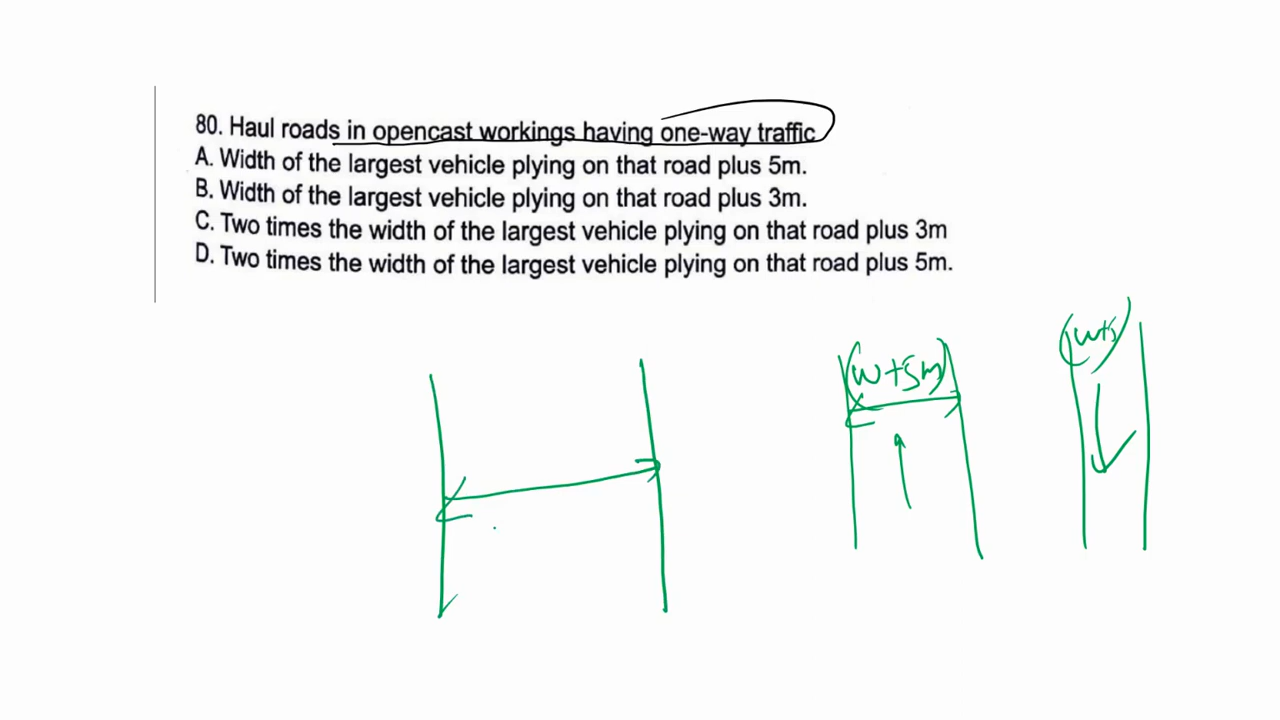 80. Haul roads in opencast workings having one-way traffic
A. Width of the largest vehicle plying on that road plus 5m.
B. Width of the largest vehicle plying on that road plus 3m.
C. Two times the width of the largest vehicle plying on that road plus 3m
D. Two times the width of the largest vehicle plying on that road plus 5m.
(w+5m)